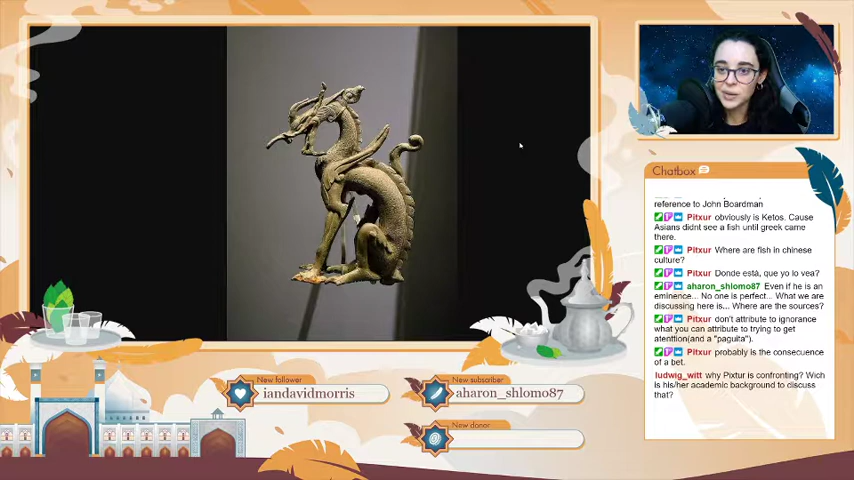 Chatbox
reference to John Boardman
Pitxur obviously is Ketos. Cause
Asians didnt see a fish until greek came
there.
Pitxur Where are fish in chinese
culture?
Pitxur Donde está, que yo lo vea?
aharon_shlomo87 Even if he is an
eminence... No one is perfect... What we are
discussing here is... Where are the sources?
Pitxur don't attribute to ignorance
what you can attribute to trying to get
atention(and a "paguita").
Pitxur probably is the consecuence
of a bet.
ludwig_witt why Pixtur is confronting? Wich
is his/her academic background to discuss
that?
New follower
iandavidmorris
New subscriber
aharon_shlomo87
New donor